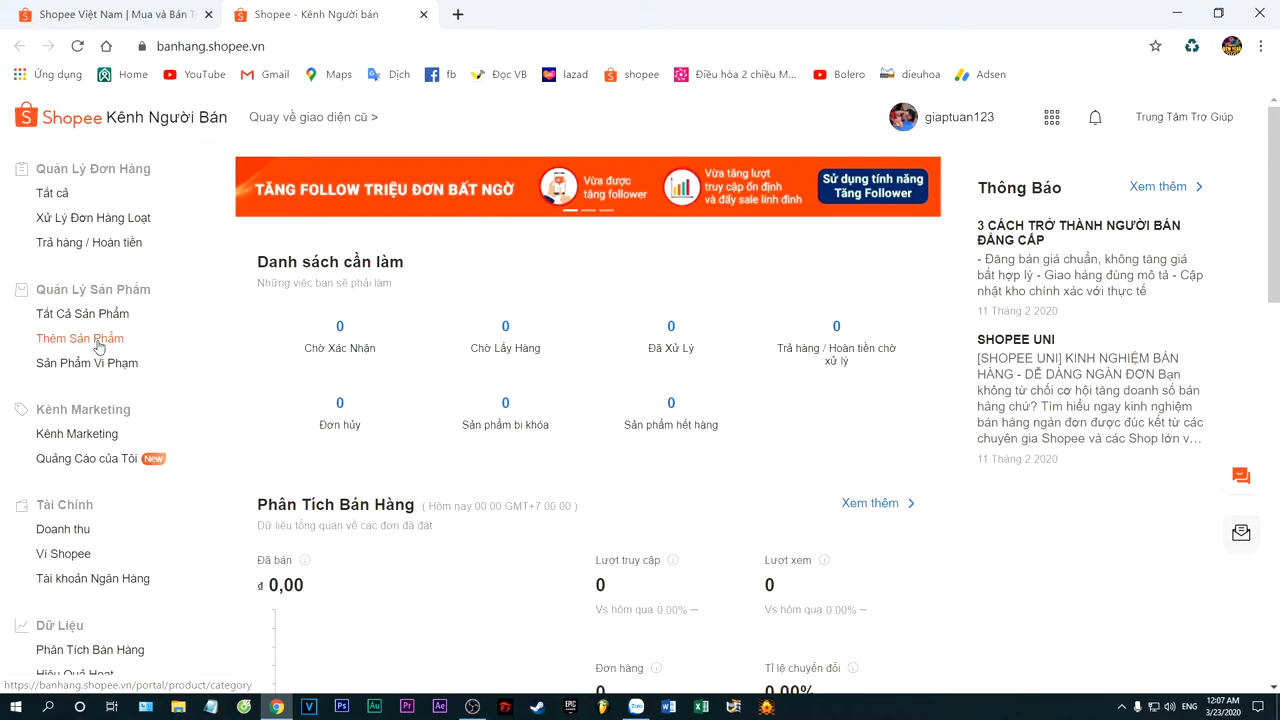 Shopee Việt Nam | Mua và Bán T
Shopee - Kênh Người bán
banhang.shopee.vn
Ứng dụng
Home
YouTube
Gmail
Maps
Dịch
fb
Đọc VB
lazad
shopee
Điều hòa 2 chiều M...
Bolero
dieuhoa
Adsen
Shopee Kênh Người Bán
Quay về giao diện cũ >
giaptuan123
Trung Tâm Trợ Giúp
Quản Lý Đơn Hàng
Tất cả
Xử Lý Đơn Hàng Loạt
Trả hàng / Hoàn tiền
Quản Lý Sản Phẩm
Tất Cả Sản Phẩm
Thêm Sản Phẩm
Sản Phẩm Vi Phạm
Kênh Marketing
Kênh Marketing
Quảng Cáo của Tôi New
Tài Chính
Doanh thu
Ví Shopee
Tài khoản Ngân Hàng
Dữ Liệu
Phân Tích Bán Hàng
Hiệu Quả Hoạt
https://banhang.shopee.vn/portal/product/category
TĂNG FOLLOW TRIỆU ĐƠN BẤT NGỜ
Vừa được
tăng follower
Vừa tăng lượt
truy cập ổn định
và đẩy sale linh đình
Sử dụng tính năng
Tăng Follower
Danh sách cần làm
Những việc bạn sẽ phải làm
0
Chờ Xác Nhận
0
Chờ Lấy Hàng
0
Đã Xử Lý
0
Trả hàng / Hoàn tiền chờ
xử lý
0
Đơn hủy
0
Sản phẩm bị khóa
0
Sản phẩm hết hàng
Phân Tích Bán Hàng ( Hôm nay 00:00 GMT+7 00:00 )
Xem thêm
Dữ liệu tổng quan về các đơn đã đặt
Đã bán
₫ 0,00
Lượt truy cập
0
Vs hôm qua 0.00% –
Lượt xem
0
Vs hôm qua 0.00% –
Đơn hàng
0
Tỉ lệ chuyển đổi
0.00%
Thông Báo
Xem thêm
3 CÁCH TRỞ THÀNH NGƯỜI BÁN
ĐẲNG CẤP
- Đăng bán giá chuẩn, không tăng giá
bất hợp lý - Giao hàng đúng mô tả - Cập
nhật kho chính xác với thực tế
11 Tháng 2 2020
SHOPEE UNI
[SHOPEE UNI] KINH NGHIỆM BÁN
HÀNG - DỄ DÀNG NGÀN ĐƠN Bạn
không từ chối cơ hội tăng doanh số bán
hàng chứ? Tìm hiểu ngay kinh nghiệm
bán hàng ngàn đơn được đúc kết từ các
chuyên gia Shopee và các Shop lớn v...
11 Tháng 2 2020
12:07 AM
3/23/2020